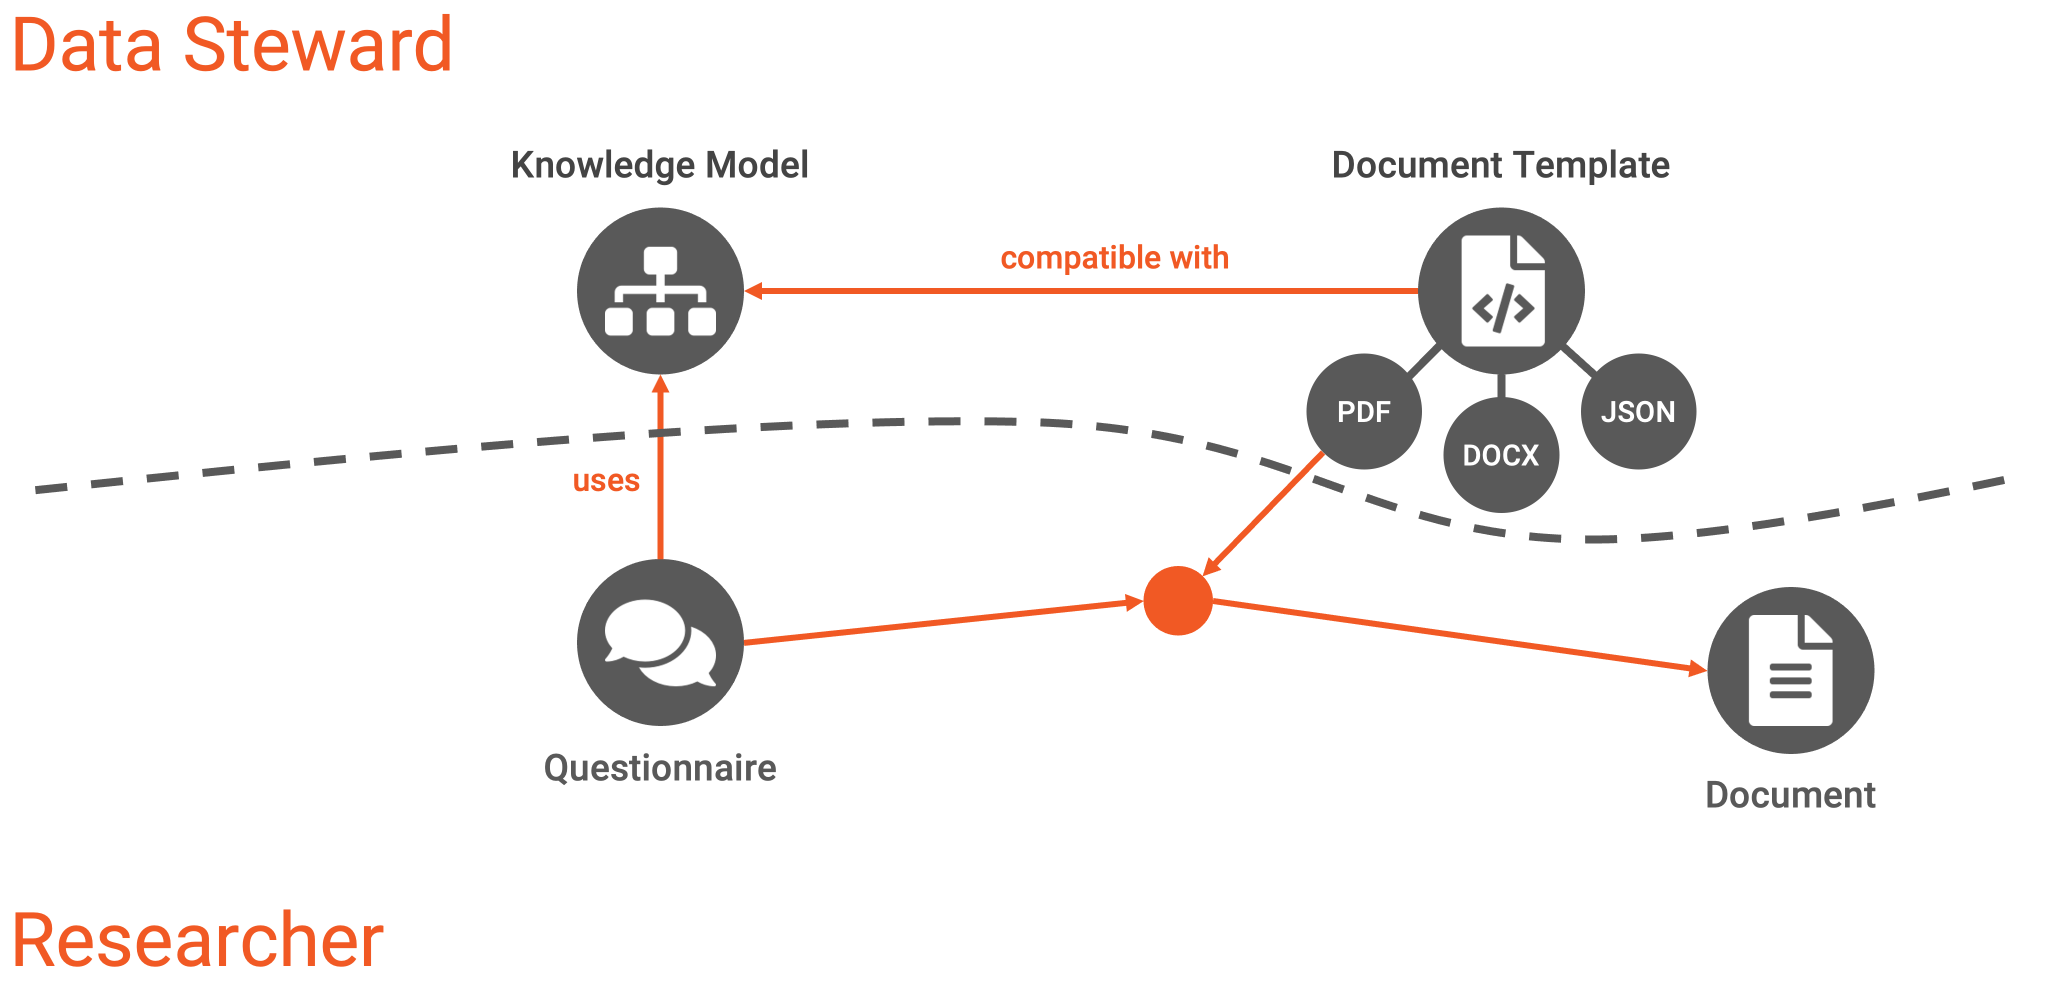 Data Steward
Knowledge Model
Document Template
compatible with
PDF
DOCX
JSON
uses
Questionnaire
Document
Researcher